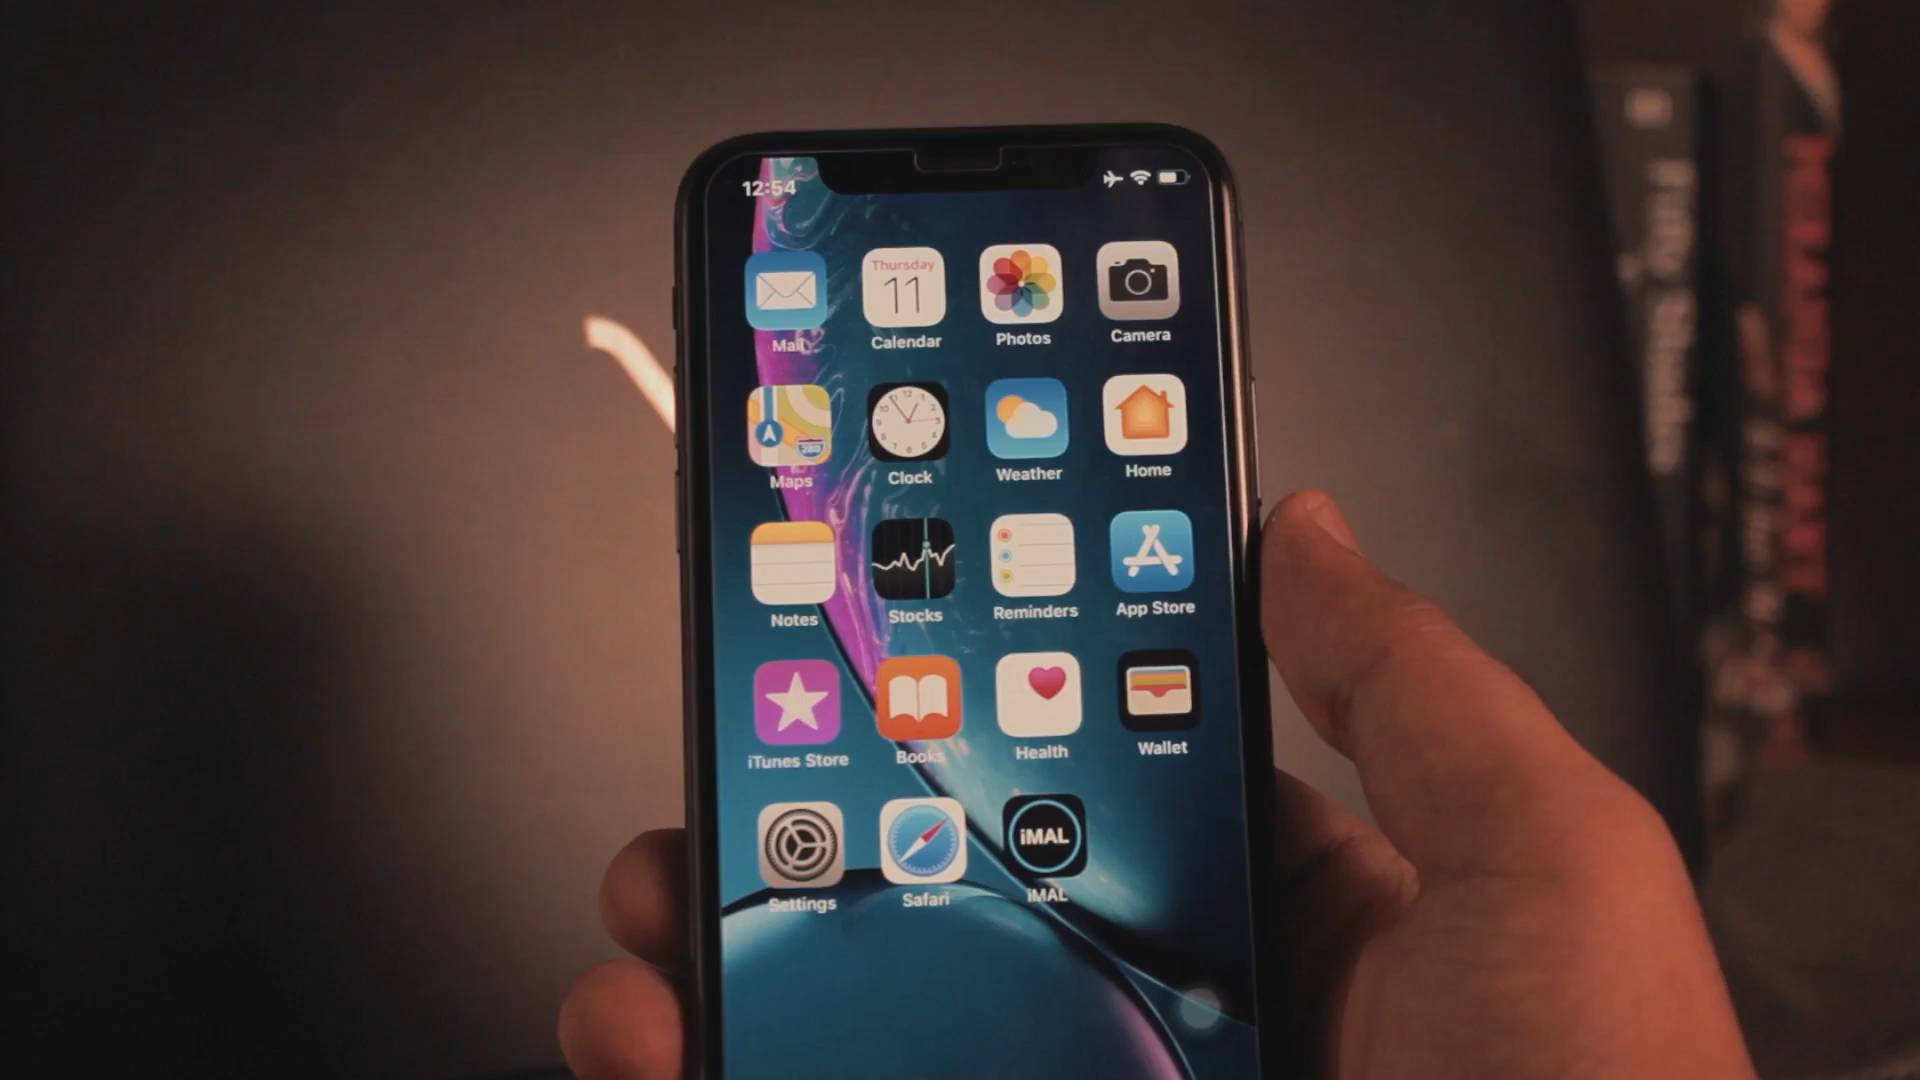 12:54
Thursday
11
Mail
Calendar
Photos
Camera
280
Maps
Clock
Weather
Home
Notes
Stocks
Reminders
App Store
iTunes Store
Books
Health
Wallet
iMAL
Settings
Safari
iMAL